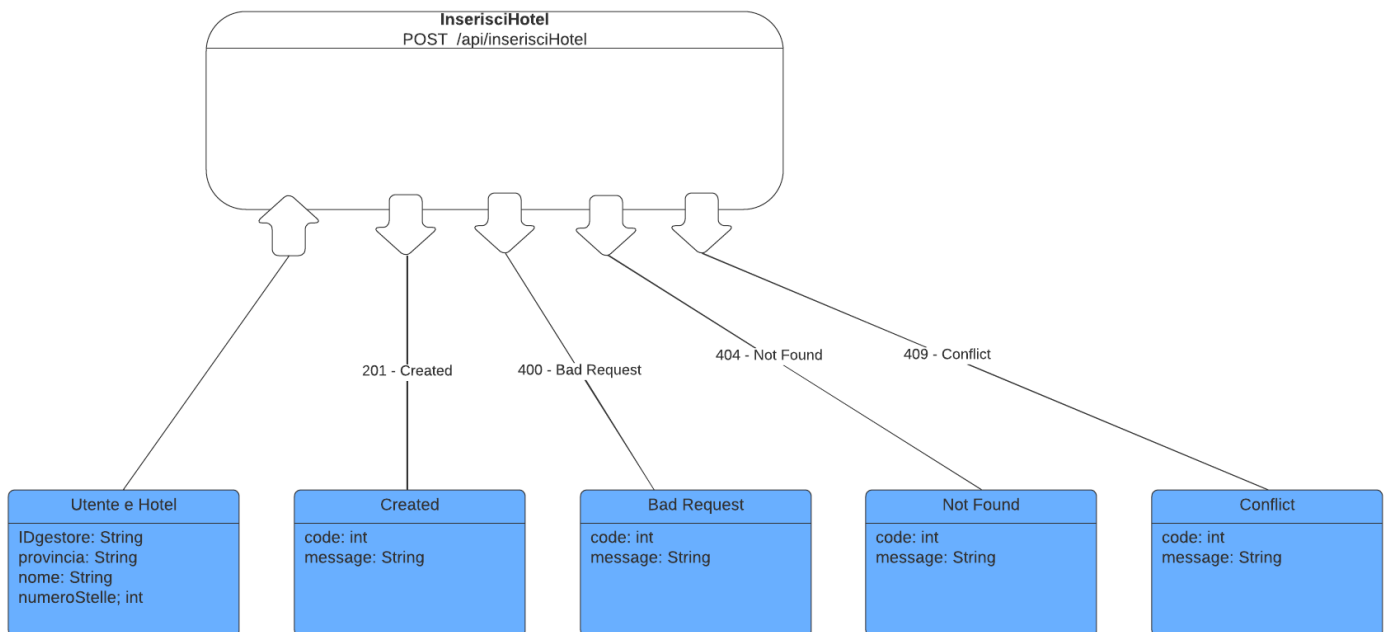 InserisciHotel
POST /api/inserisciHotel
201 - Created
400 - Bad Request
404 - Not Found
409 - Conflict
Utente e Hotel
IDgestore: String
provincia: String
nome: String
numeroStelle; int
Created
code: int
message: String
Bad Request
code: int
message: String
Not Found
code: int
message: String
Conflict
code: int
message: String